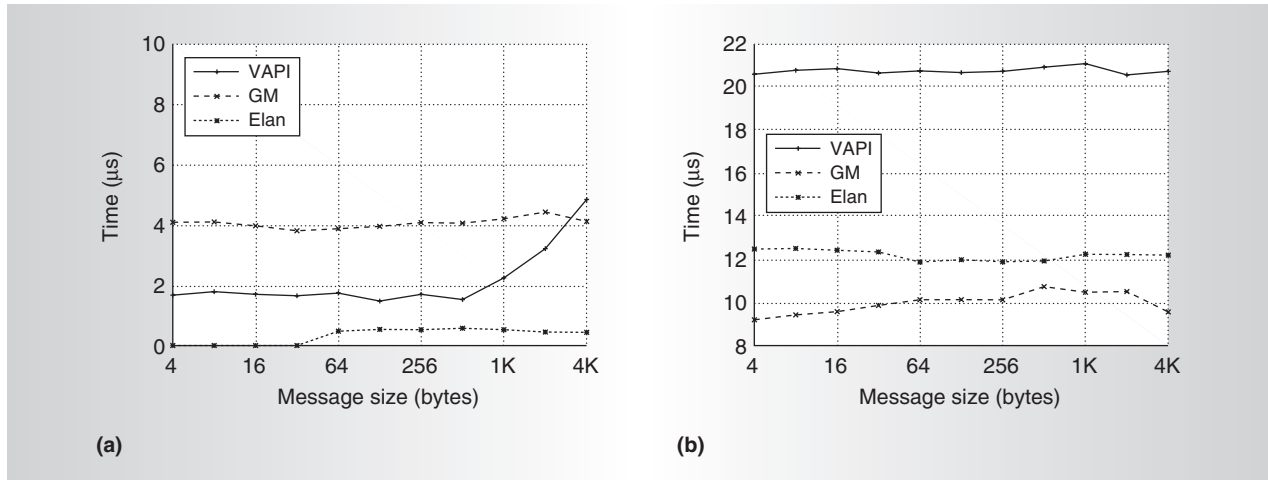 10
8
6
4
2
0
Time (μs)
VAPI
GM
Elan
4 16 64 256 1K 4K
Message size (bytes)
(a)
22
20
18
16
14
12
10
8
Time (μs)
VAPI
GM
Elan
4 16 64 256 1K 4K
Message size (bytes)
(b)